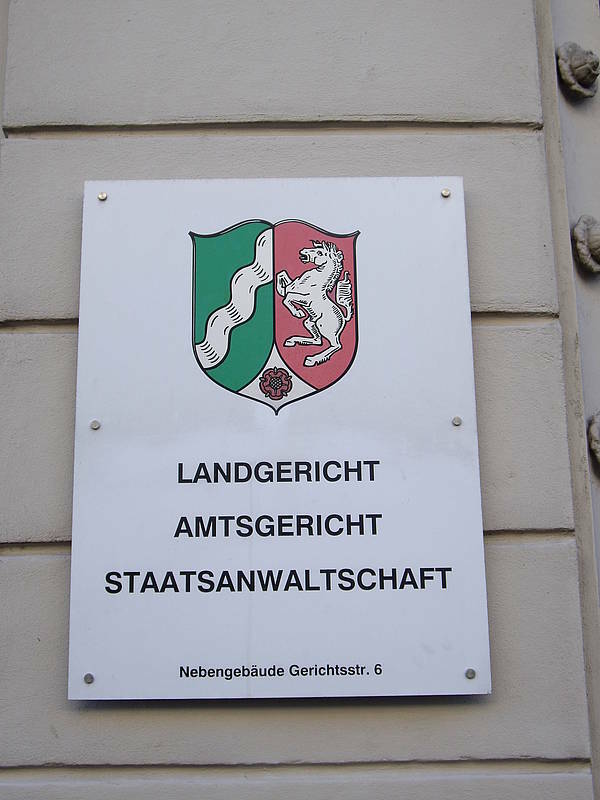 LANDGERICHT
AMTSGERICHT
STAATSANWALTSCHAFT
Nebengebäude Gerichtsstr. 6